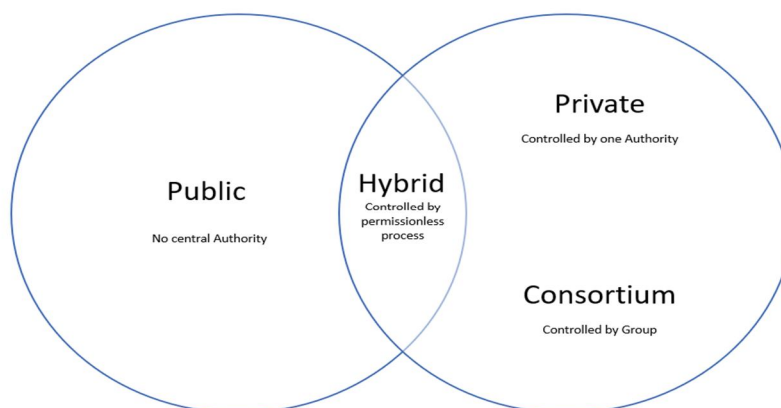 Public
No central Authority
Hybrid
Controlled by
permissionless
process
Private
Controlled by one Authority
Consortium
Controlled by Group